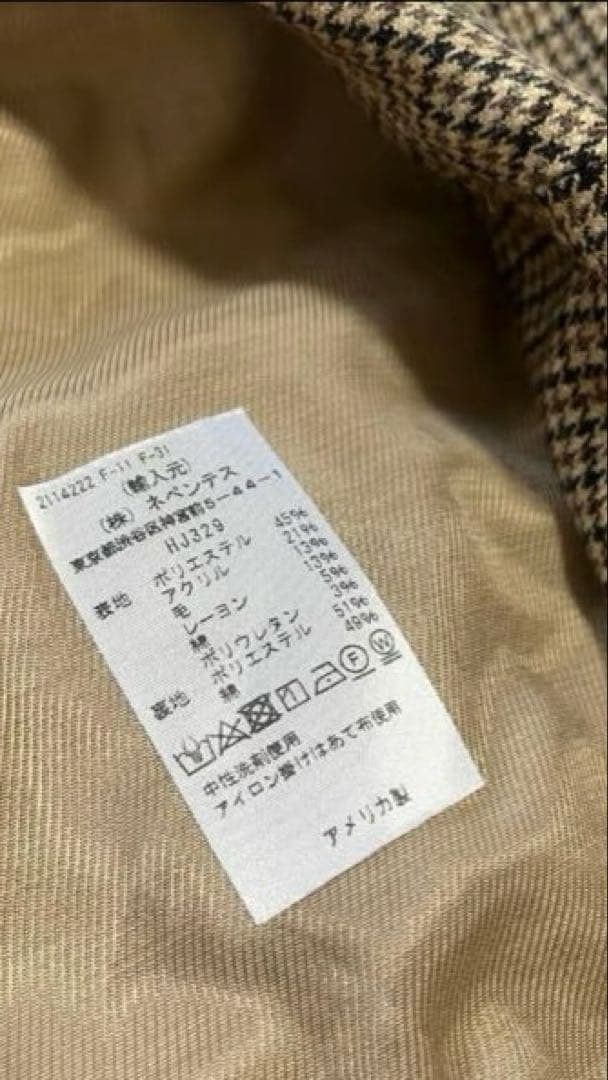 2114222 F-11 F-31
(輸入元)
(株) ネペンテス
東京都渋谷区神宮前5-44-1
HJ329
表地 ポリエステル 45%
アクリル 21%
毛 13%
レーヨン 13%
綿 5%
ポリウレタン 3%
裏地 ポリエステル 51%
綿 49%
F W
中性洗剤使用
アイロン掛けはあて布使用
アメリカ製